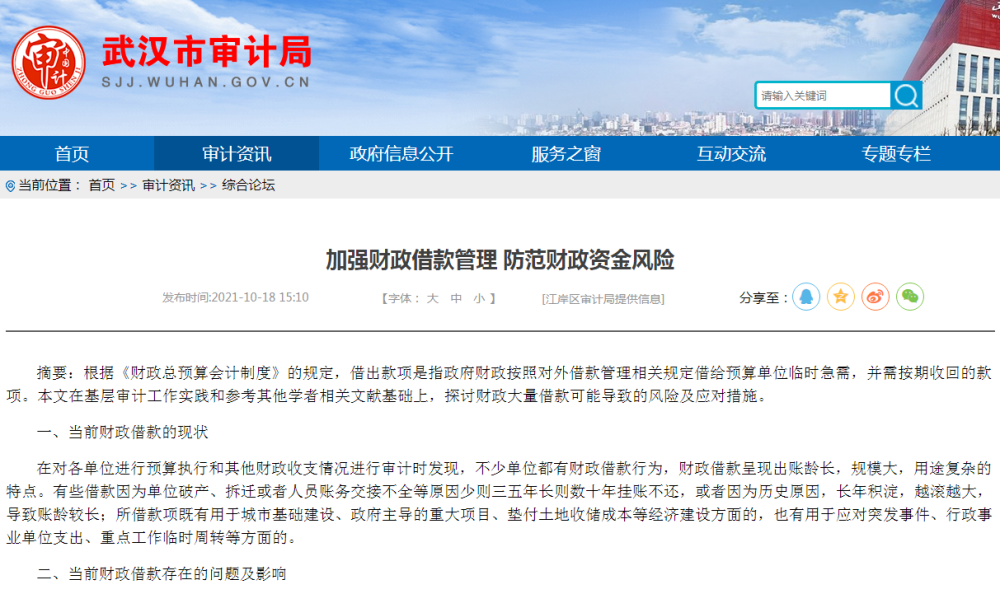 武汉市审计局
SJJ.WUHAN.GOV.CN
请输入关键词
首页 审计资讯 政府信息公开 服务之窗 互动交流 专题专栏
当前位置： 首页 >> 审计资讯 >> 综合论坛
加强财政借款管理 防范财政资金风险
发布时间:2021-10-18 15:10 【字体： 大 中 小 】 [江岸区审计局提供信息] 分享至：
摘要：根据《财政总预算会计制度》的规定，借出款项是指政府财政按照对外借款管理相关规定借给预算单位临时急需，并需按期收回的款
项。本文在基层审计工作实践和参考其他学者相关文献基础上，探讨财政大量借款可能导致的风险及应对措施。
一、当前财政借款的现状
在对各单位进行预算执行和其他财政收支情况进行审计时发现，不少单位都有财政借款行为，财政借款呈现出账龄长，规模大，用途复杂的
特点。有些借款因为单位破产、拆迁或者人员账务交接不全等原因少则三五年长则数十年挂账不还，或者因为历史原因，长年积淀，越滚越大，
导致账龄较长；所借款项既有用于城市基础建设、政府主导的重大项目、垫付土地收储成本等经济建设方面的，也有用于应对突发事件、行政事
业单位支出、重点工作临时周转等方面的。
二、当前财政借款存在的问题及影响